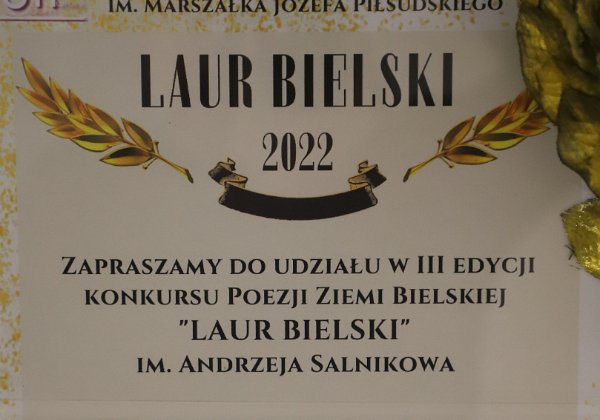 IM. MARSZAŁKA JÓZEFA PIŁSUDSKIEGO
LAUR BIELSKI
2022
ZAPRASZAMY DO UDZIAŁU W III EDYCJI
KONKURSU POEZJI ZIEMI BIELSKIEJ
"LAUR BIELSKI"
IM. ANDRZEJA SALNIKOWA